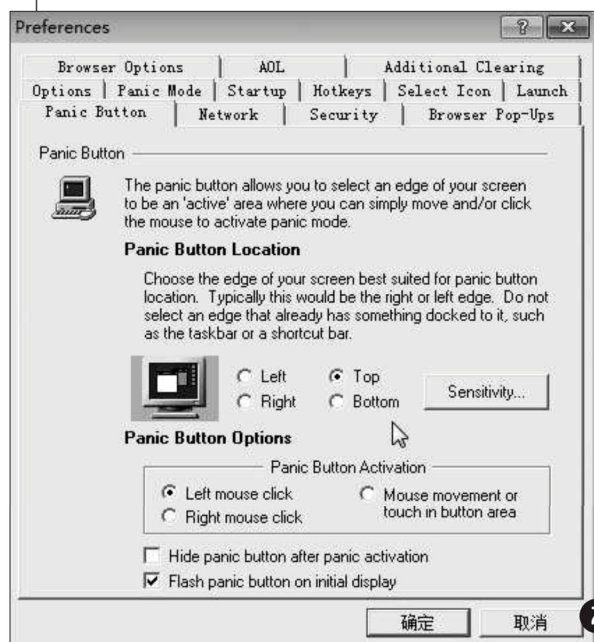 Preferences
Browser Options
AOL
Additional Clearing
Options
Panic Mode
Startup
Hotkeys
Select Icon
Launch
Panic Button
Network
Security
Browser Pop-Ups
Panic Button
The panic button allows you to select an edge of your screen
to be an 'active' area where you can simply move and/or click
the mouse to activate panic mode.
Panic Button Location
Choose the edge of your screen best suited for panic button
location. Typically this would be the right or left edge. Do not
select an edge that already has something docked to it, such
as the taskbar or a shortcut bar.
Left
Top
Right
Bottom
Sensitivity...
Panic Button Options
Panic Button Activation
Left mouse click
Mouse movement or
touch in button area
Right mouse click
Hide panic button after panic activation
Flash panic button on initial display
确定
取消